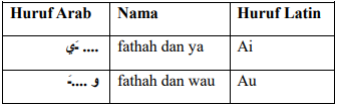 Huruf Arab Nama Huruf Latin
.... َي fathah dan ya Ai
.... َو fathah dan wau Au